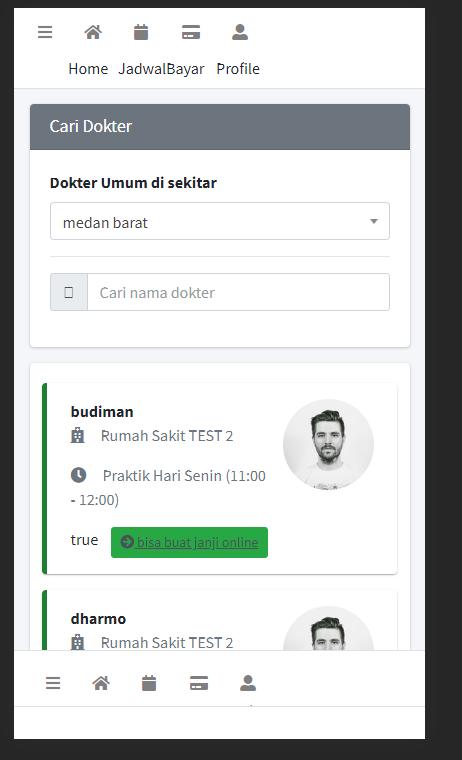 Home JadwalBayar Profile
Cari Dokter
Dokter Umum di sekitar
medan barat
Cari nama dokter
budiman
Rumah Sakit TEST 2
Praktik Hari Senin (11:00
- 12:00)
true bisa buat janji online
dharmo
Rumah Sakit TEST 2